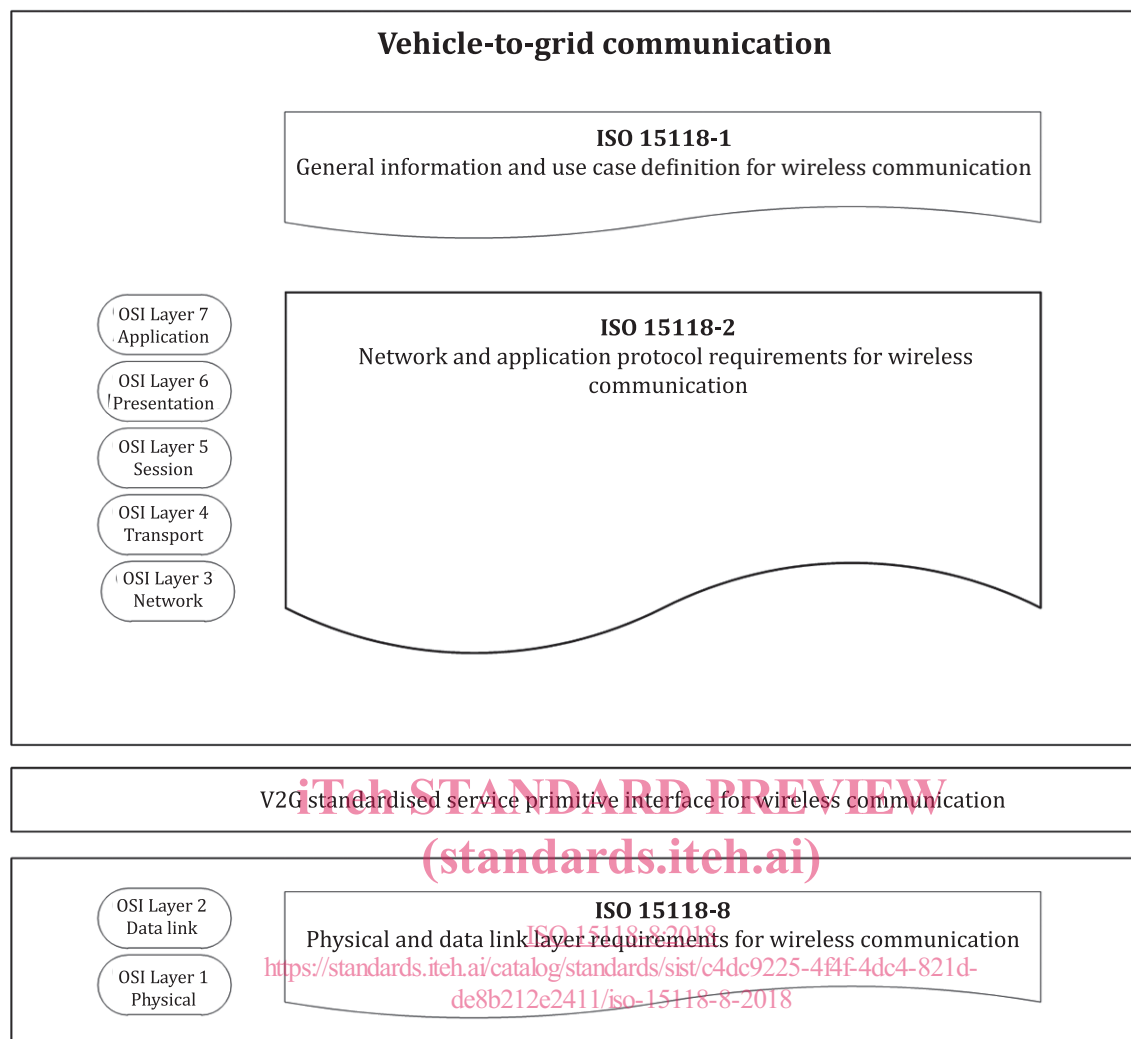 Vehicle-to-grid communication
ISO 15118-1
General information and use case definition for wireless communication
OSI Layer 7
Application
ISO 15118-2
Network and application protocol requirements for wireless
communication
OSI Layer 6
Presentation
OSI Layer 5
Session
OSI Layer 4
Transport
OSI Layer 3
Network
iTeh STANDARD PREVIEW
V2G standardised service primitive interface for wireless communication
(standards.iteh.ai)
OSI Layer 2
Data link
ISO 15118-8
Physical and data link layer requirements for wireless communication
ISO 15118-8:2018
https://standards.iteh.ai/catalog/standards/sist/c4dc9225-4f4f-4dc4-821d-
de8b212e2411/iso-15118-8-2018
OSI Layer 1
Physical